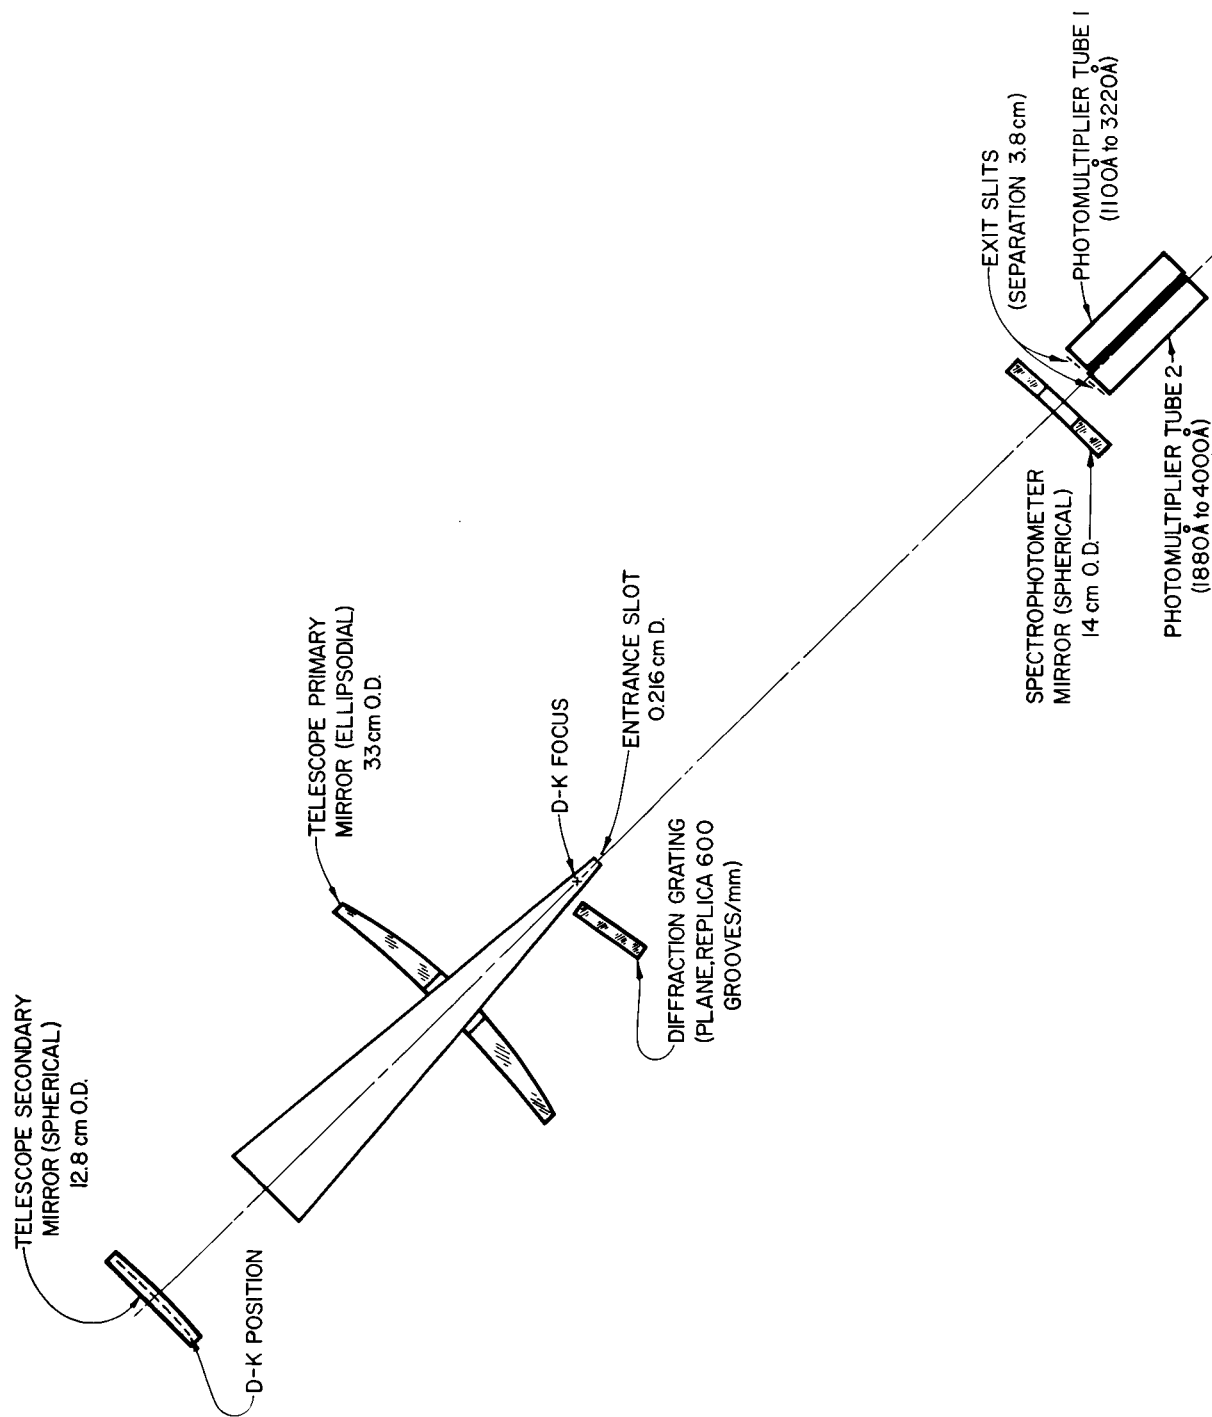 TELESCOPE SECONDARY
MIRROR (SPHERICAL)
12.8 cm O.D.
D-K POSITION
TELESCOPE PRIMARY
MIRROR (ELLIPSODIAL)
33 cm O.D.
D-K FOCUS
ENTRANCE SLOT
0.216 cm D.
DIFFRACTION GRATING
(PLANE, REPLICA 600
GROOVES/mm)
SPECTROPHOTOMETER
MIRROR (SPHERICAL)
14 cm O.D.
EXIT SLITS
(SEPARATION 3.8 cm)
PHOTOMULTIPLIER TUBE 1
(1100Å to 3220Å)
PHOTOMULTIPLIER TUBE 2
(1880Å to 4000Å)